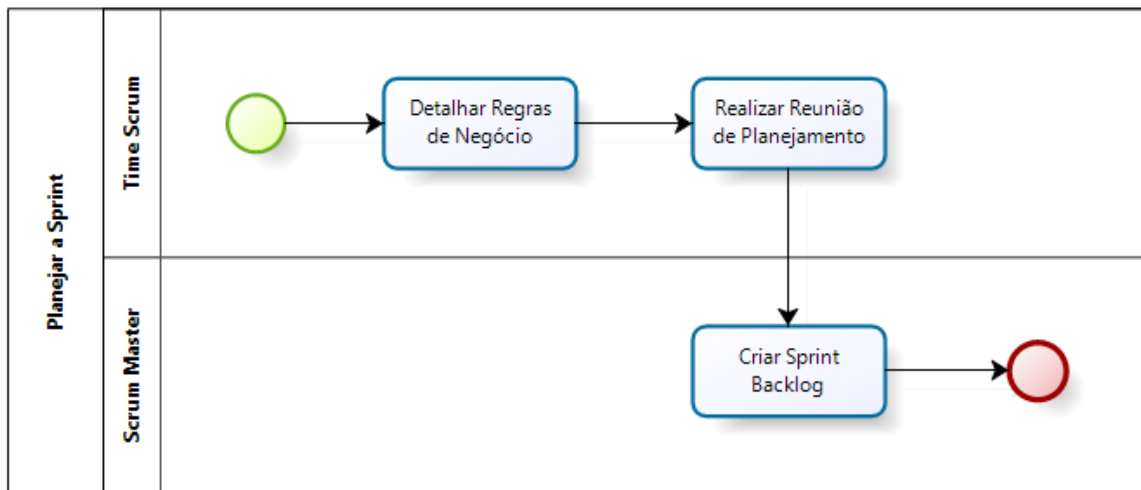 Planejar a Sprint
Time Scrum
Detalhar Regras
de Negócio
Realizar Reunião
de Planejamento
Scrum Master
Criar Sprint
Backlog